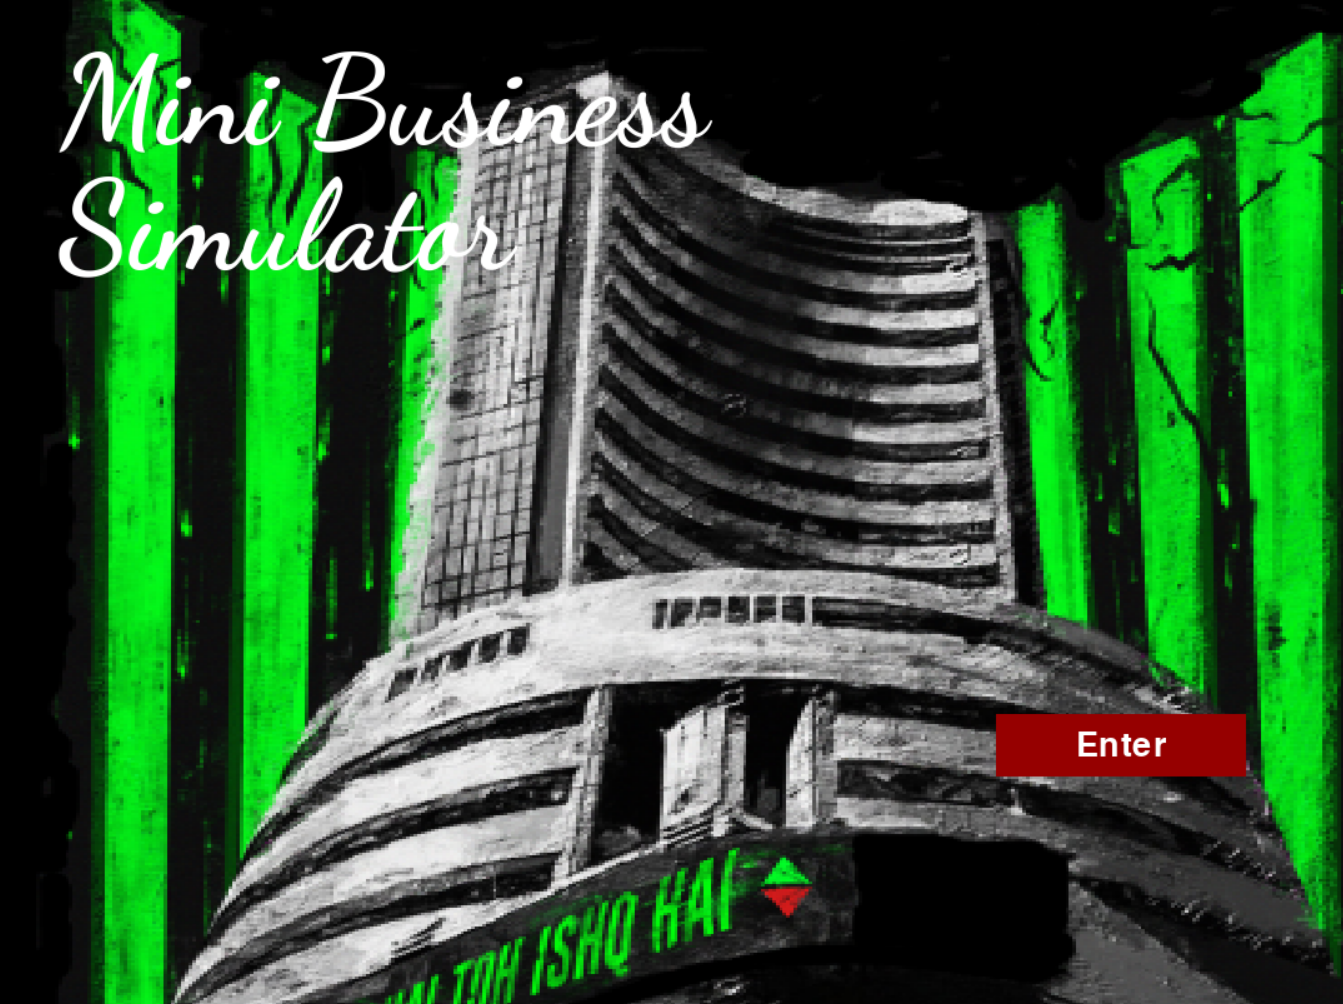 Mini Business
Simulator
Enter
TOH ISHQ HAI